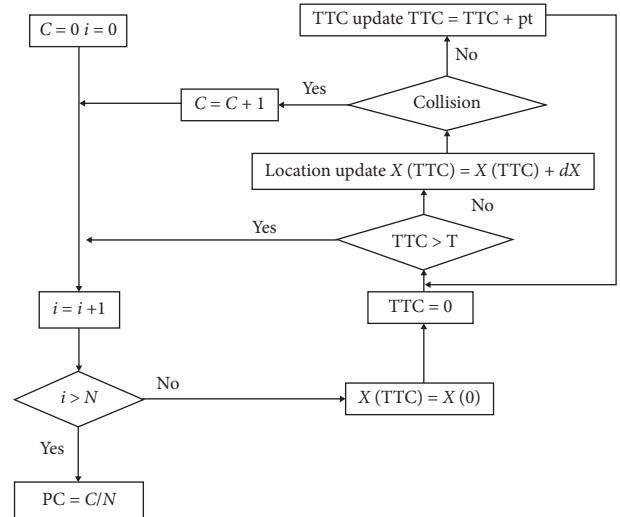 TTC update TTC = TTC + pt
C = 0 i = 0
No
Yes
Collision
C = C + 1
Location update X (TTC) = X (TTC) + dX
No
Yes
TTC > T
i = i +1
TTC = 0
No
i > N
X (TTC) = X (0)
Yes
PC = C/N